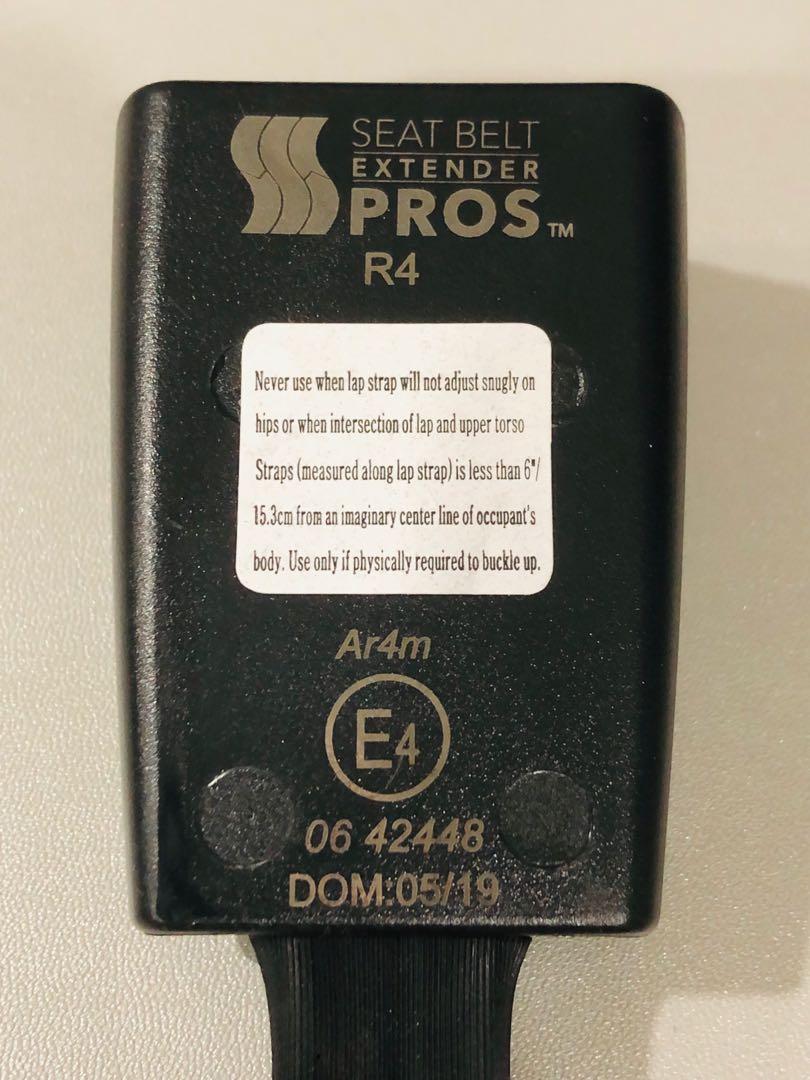 SEAT BELT
EXTENDER
PROS™
R4
Never use when lap strap will not adjust snugly on
hips or when intersection of lap and upper torso
Straps (measured along lap strap) is less than 6"/
15.3cm from an imaginary center line of occupant's
body. Use only if physically required to buckle up.
Ar4m
E4
06 42448
DOM:05/19